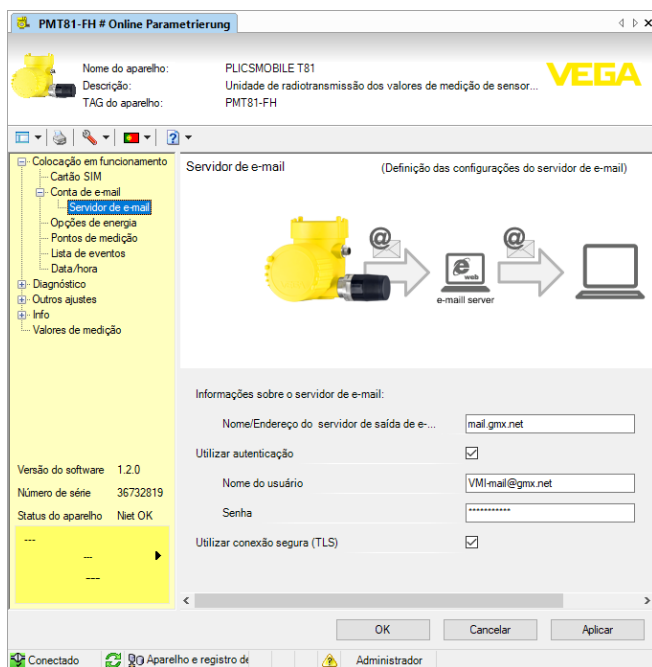 PMT81-FH # Online Parametrierung
Nome do aparelho: PLICSMOBILE T81
Descrição: Unidade de radiotransmissão dos valores de medição de sensor...
TAG do aparelho: PMT81-FH
VEGA
Colocação em funcionamento
Cartão SIM
Conta de e-mail
Servidor de e-mail
Opções de energia
Pontos de medição
Lista de eventos
Data/hora
Diagnóstico
Outros ajustes
Info
Valores de medição
Versão do software 1.2.0
Número de série 36732819
Status do aparelho Niet OK
---
--
---
Servidor de e-mail (Definição das configurações do servidor de e-mail)
@ @
e web
e-maill server
Informações sobre o servidor de e-mail:
Nome/Endereço do servidor de saída de e-... mail.gmx.net
Utilizar autenticação
Nome do usuário VMI-mail@gmx.net
Senha ***********
Utilizar conexão segura (TLS)
OK Cancelar Aplicar
Conectado Aparelho e registro de Administrador